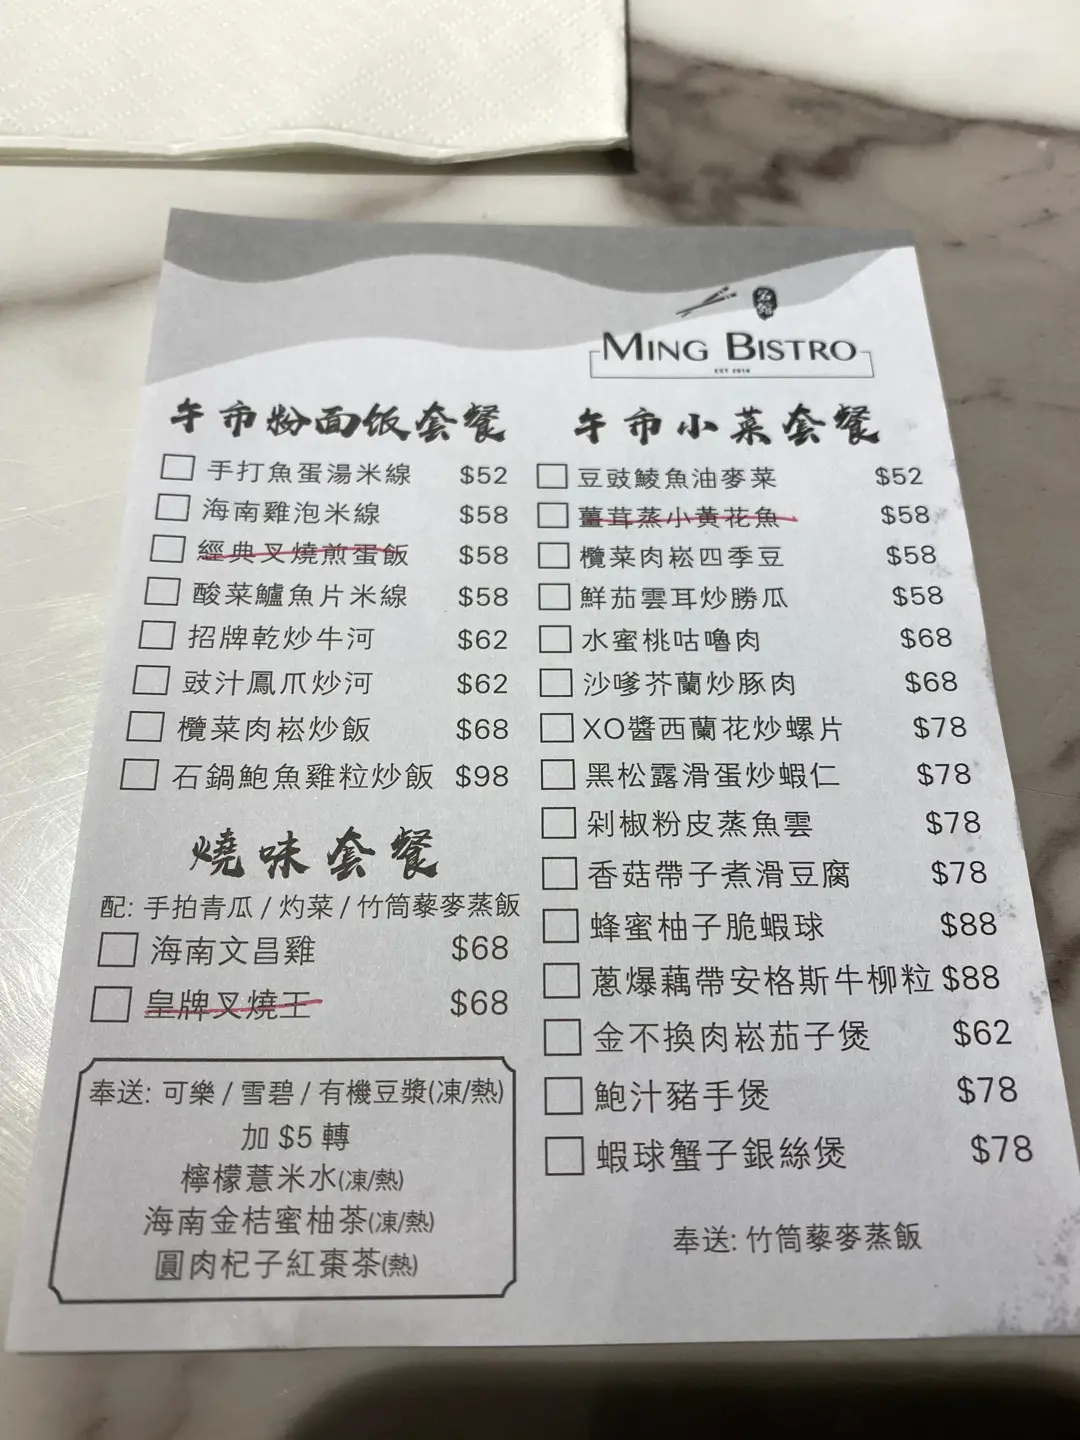 名館
MING BISTRO
EST 2018
午市粉面饭套餐
手打魚蛋湯米線 $52
海南雞泡米線 $58
經典叉燒煎蛋飯 $58
酸菜鱸魚片米線 $58
招牌乾炒牛河 $62
豉汁鳳爪炒河 $62
欖菜肉崧炒飯 $68
石鍋鮑魚雞粒炒飯 $98
燒味套餐
配: 手拍青瓜 / 灼菜 / 竹筒藜麥蒸飯
海南文昌雞 $68
皇牌叉燒王 $68
奉送: 可樂 / 雪碧 / 有機豆漿(凍/熱)
加 $5 轉
檸檬薏米水(凍/熱)
海南金桔蜜柚茶(凍/熱)
圓肉杞子紅棗茶(熱)
午市小菜套餐
豆豉鯪魚油麥菜 $52
薑茸蒸小黃花魚 $58
欖菜肉崧四季豆 $58
鮮茄雲耳炒勝瓜 $58
水蜜桃咕嚕肉 $68
沙嗲芥蘭炒豚肉 $68
XO醬西蘭花炒螺片 $78
黑松露滑蛋炒蝦仁 $78
剁椒粉皮蒸魚雲 $78
香菇帶子煮滑豆腐 $78
蜂蜜柚子脆蝦球 $88
蔥爆藕帶安格斯牛柳粒 $88
金不換肉崧茄子煲 $62
鮑汁豬手煲 $78
蝦球蟹子銀絲煲 $78
奉送: 竹筒藜麥蒸飯